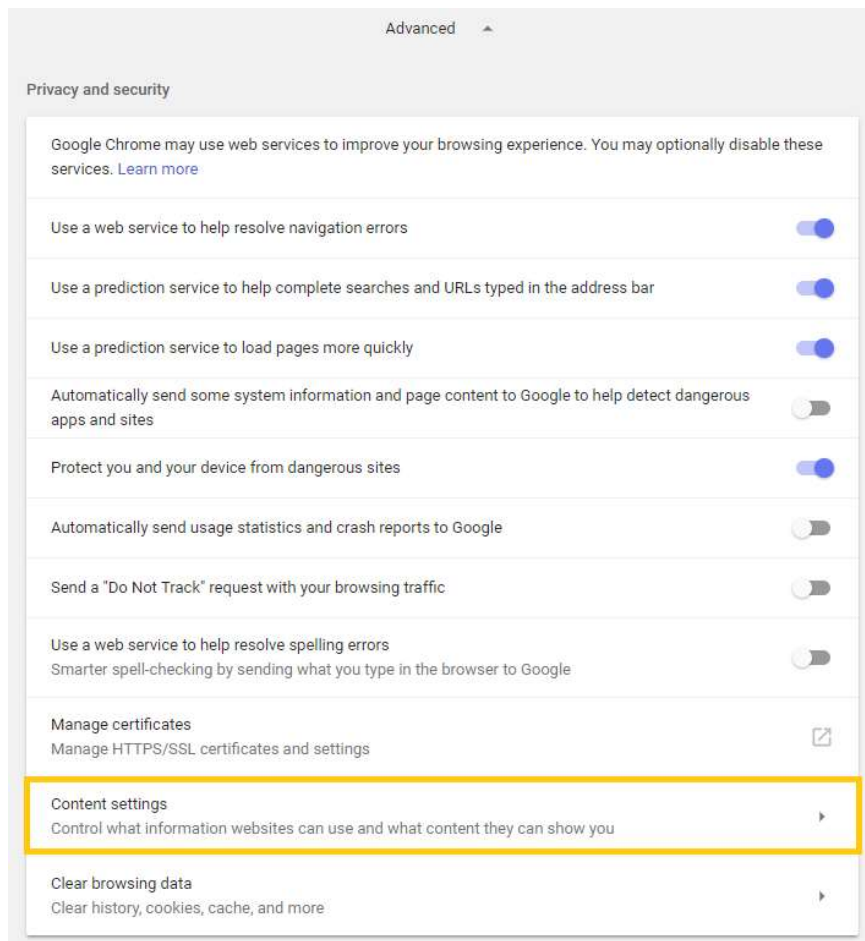 Advanced
Privacy and security
Google Chrome may use web services to improve your browsing experience. You may optionally disable these
services. Learn more
Use a web service to help resolve navigation errors
Use a prediction service to help complete searches and URLs typed in the address bar
Use a prediction service to load pages more quickly
Automatically send some system information and page content to Google to help detect dangerous
apps and sites
Protect you and your device from dangerous sites
Automatically send usage statistics and crash reports to Google
Send a "Do Not Track" request with your browsing traffic
Use a web service to help resolve spelling errors
Smarter spell-checking by sending what you type in the browser to Google
Manage certificates
Manage HTTPS/SSL certificates and settings
Content settings
Control what information websites can use and what content they can show you
Clear browsing data
Clear history, cookies, cache, and more